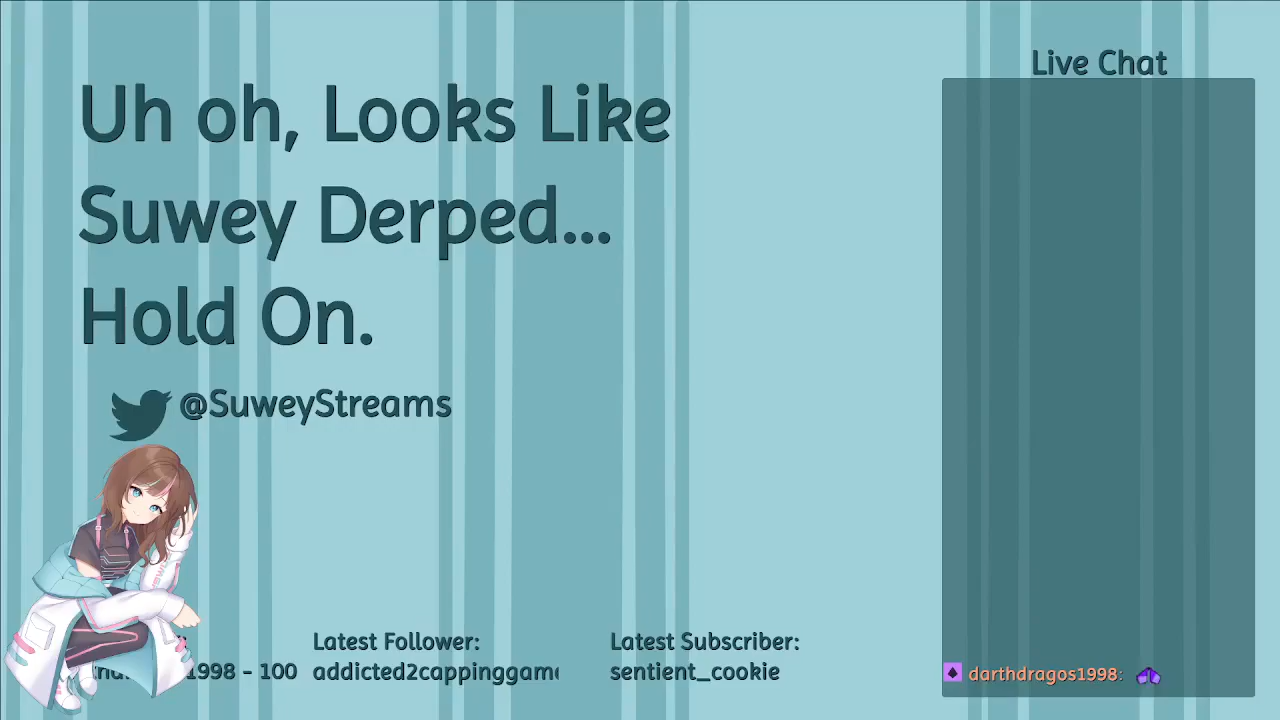 Live Chat
Uh oh, Looks Like
Suwey Derped...
Hold On.
@SuweyStreams
Latest Follower:
Latest Subscriber:
1998 - 100
addicted2cappinggame
sentient_cookie
darthdragos1998: